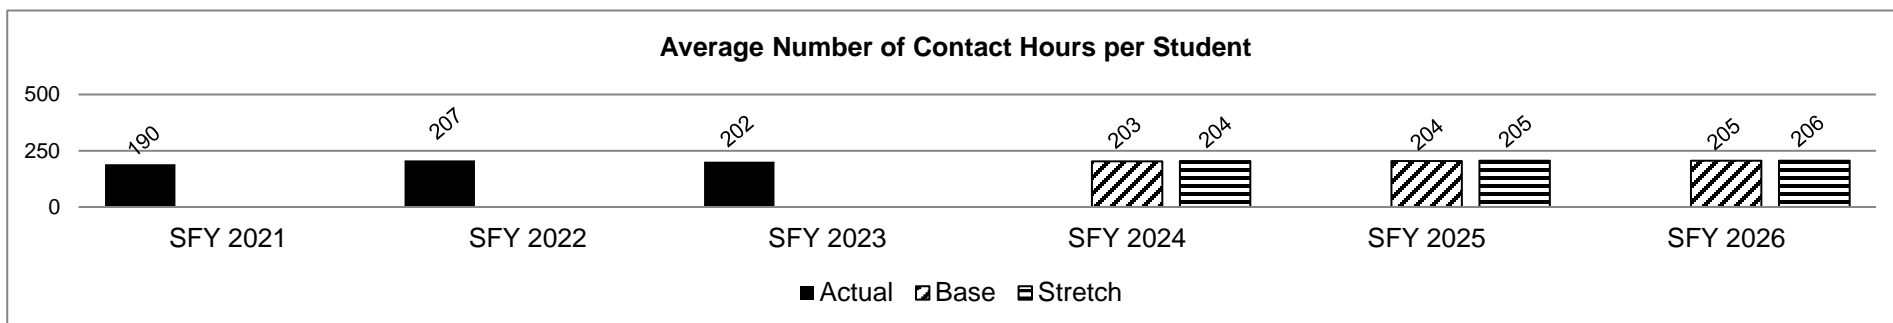 Average Number of Contact Hours per Student
500
250
0
190
207
202
203
204
204
205
205
206
SFY 2021
SFY 2022
SFY 2023
SFY 2024
SFY 2025
SFY 2026
Actual
Base
Stretch